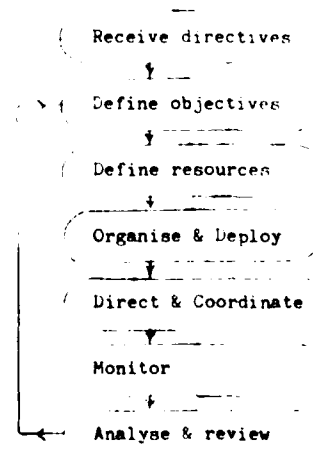 Receive directives
Define objectives
Define resources
Organise & Deploy
Direct & Coordinate
Monitor
Analyse & review